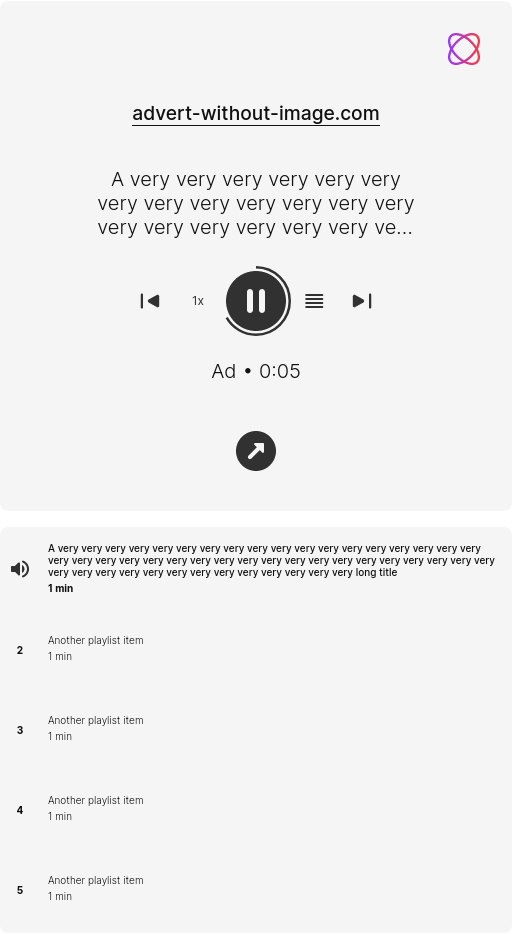 advert-without-image.com
A very very very very very very
very very very very very very very
very very very very very very ve...
1x
Ad • 0:05
A very very very very very very very very very very very very very very very very very very
very very very very very very very very very very very very very very very very very very very
very very very very very very very very very very very very very long title
1 min
2
Another playlist item
1 min
3
Another playlist item
1 min
4
Another playlist item
1 min
5
Another playlist item
1 min